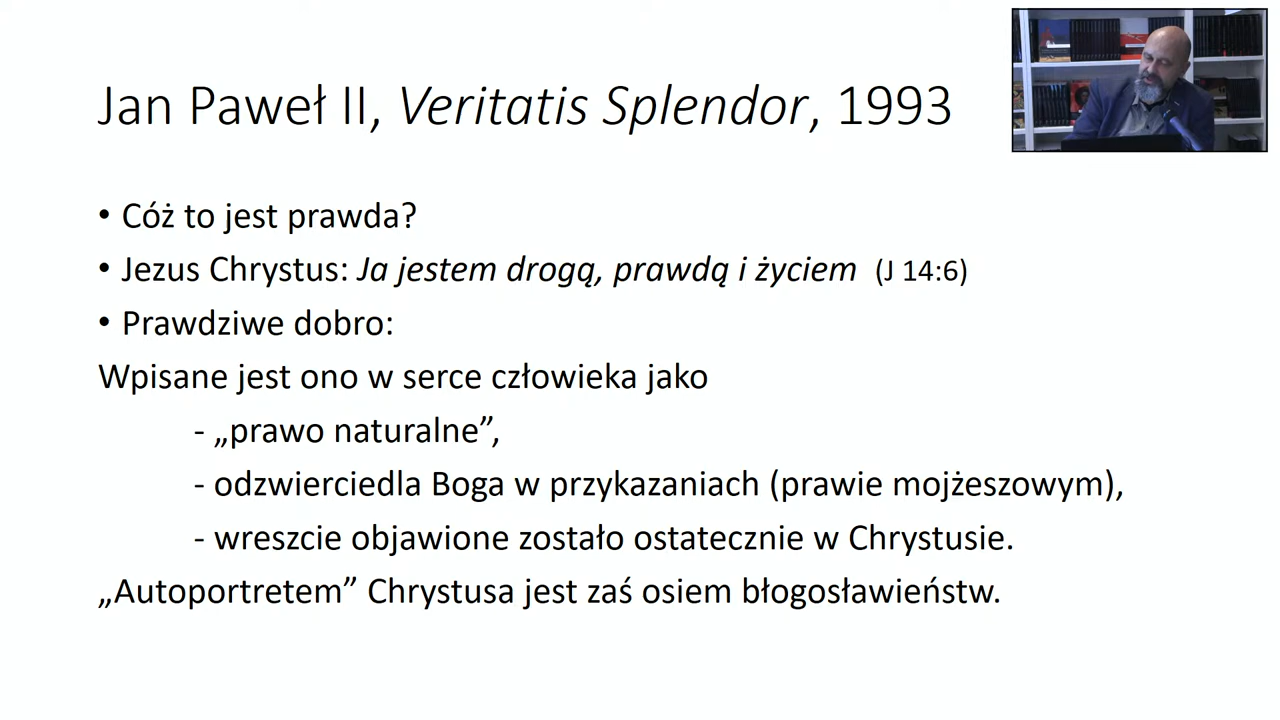 Jan Paweł II, Veritatis Splendor, 1993
• Cóż to jest prawda?
• Jezus Chrystus: Ja jestem drogą, prawdą i życiem (J 14:6)
• Prawdziwe dobro:
Wpisane jest ono w serce człowieka jako
- „prawo naturalne”,
- odzwierciedla Boga w przykazaniach (prawie mojżeszowym),
- wreszcie objawione zostało ostatecznie w Chrystusie.
„Autoportretem” Chrystusa jest zaś osiem błogosławieństw.